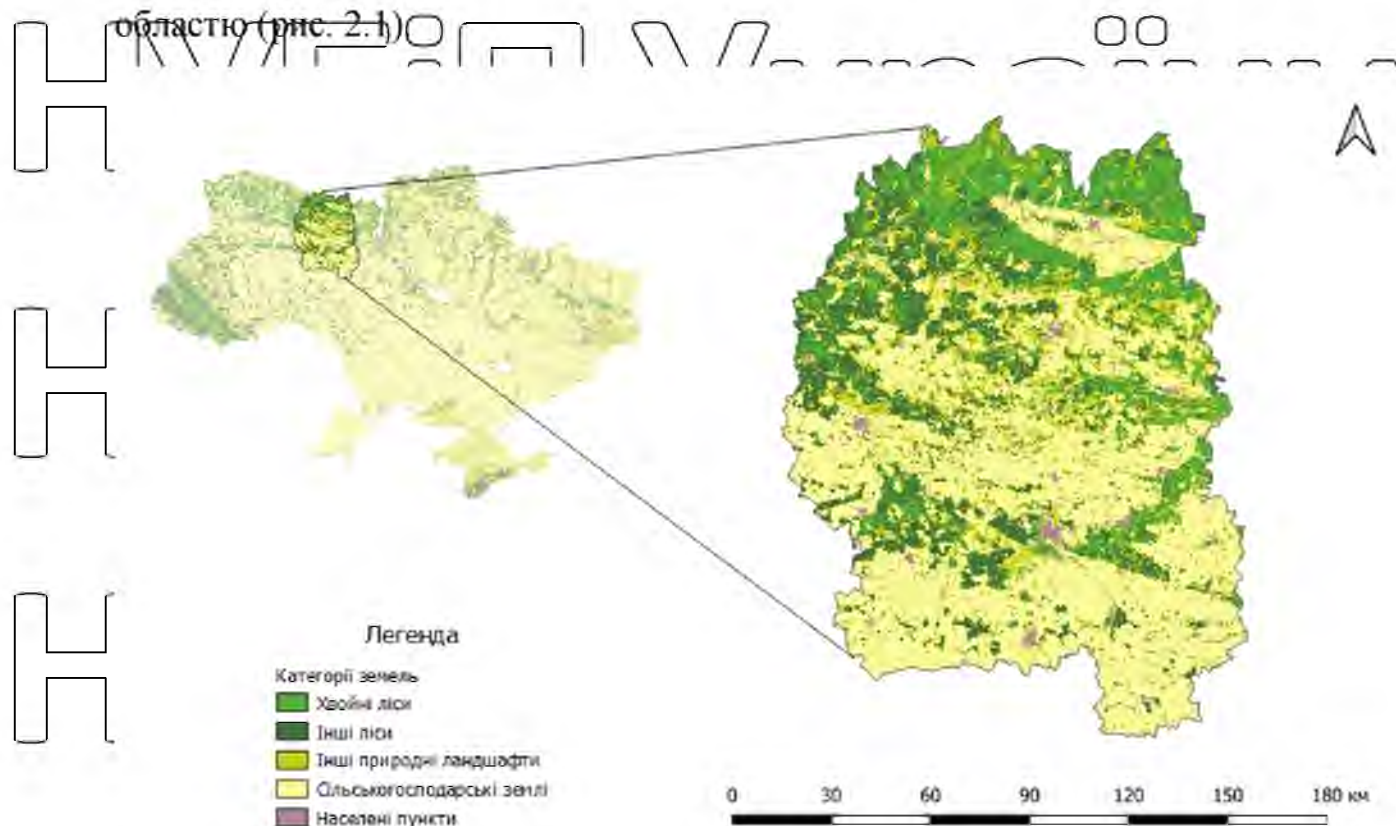 областю (рис. 2.1)
Легенда
Категорії земель
Хвойні ліси
Інші ліси
Інші природні ландшафти
Сільськогосподарські землі
Населені пункти
0 30 60 90 120 150 180 км